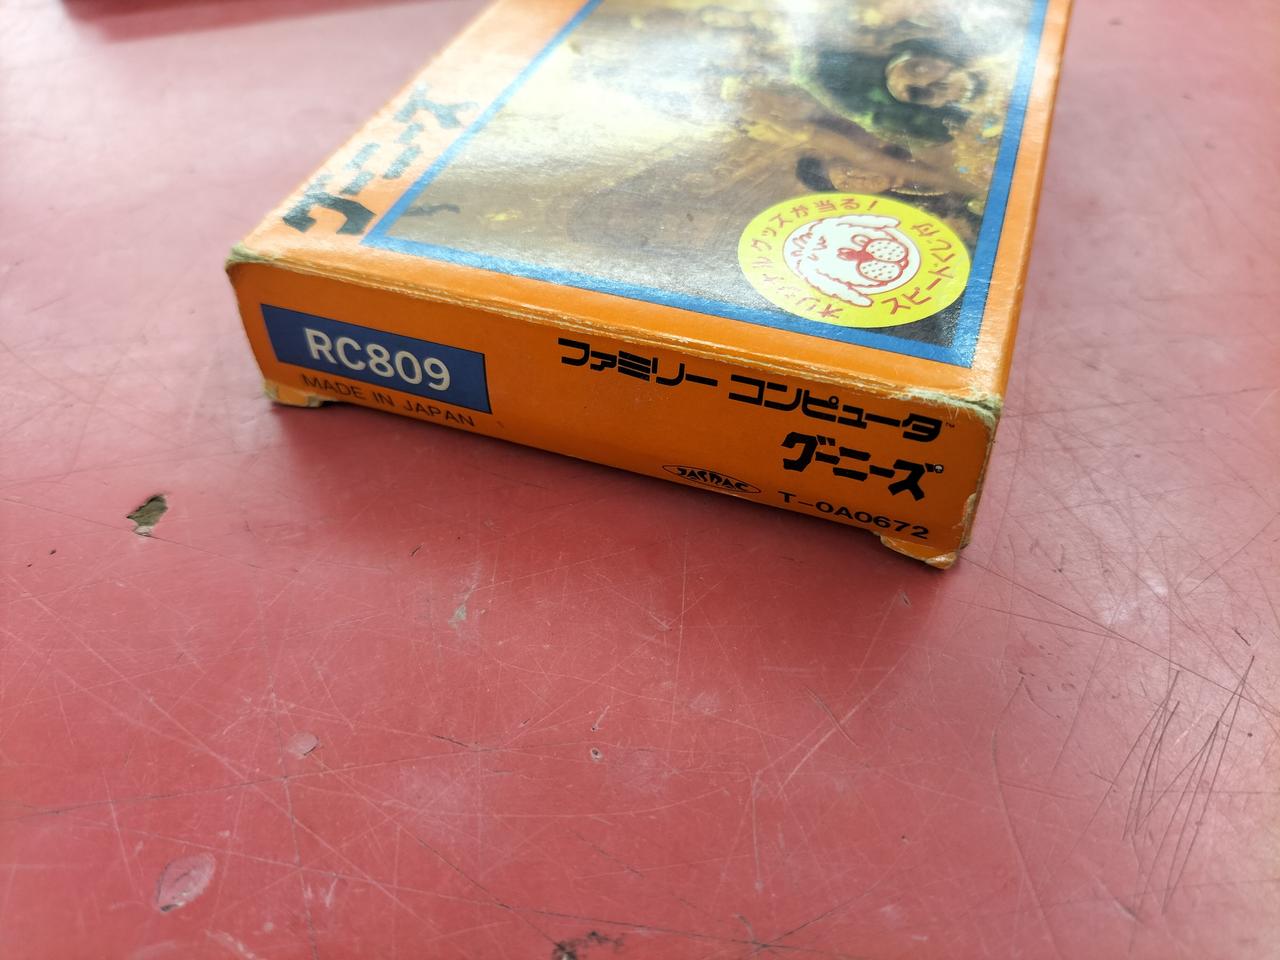 グーニーズ
オリジナルグッズが当る!
スピードくじ付
RC809
MADE IN JAPAN
ファミリー コンピュータ™
グーニーズ
JASRAC
T-0A0672